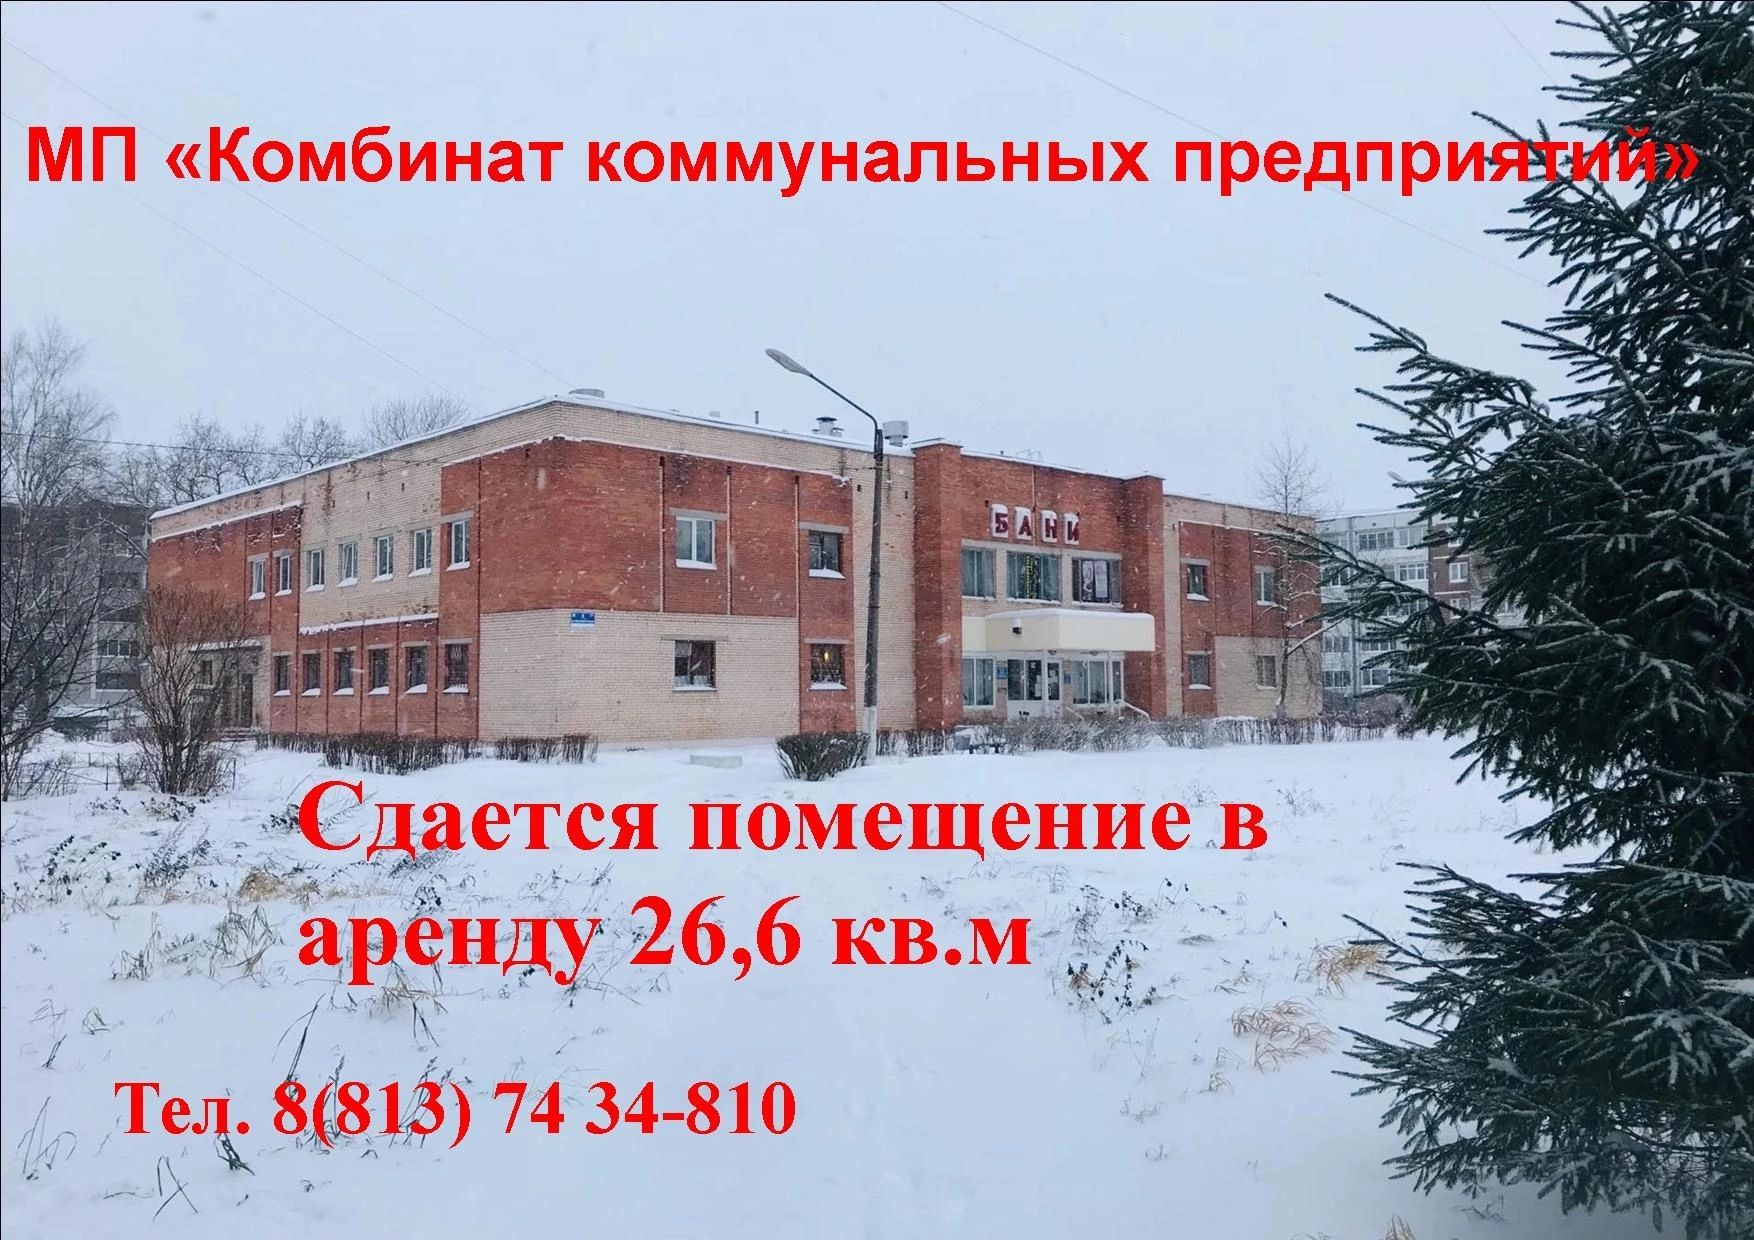 МП «Комбинат коммунальных предприятий»
БАНИ
Сдается помещение в
аренду 26,6 кв.м
Тел. 8(813) 74 34-810